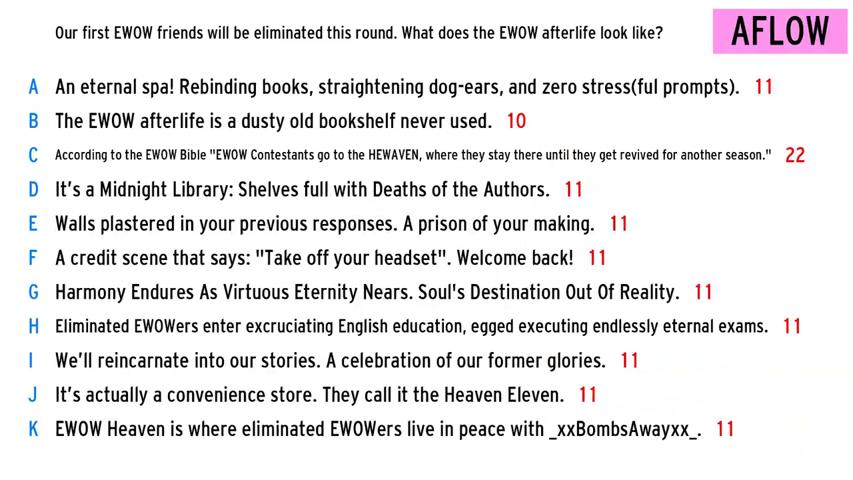 Our first EWOW friends will be eliminated this round. What does the EWOW afterlife look like?
AFLOW
A An eternal spa! Rebinding books, straightening dog-ears, and zero stress(ful prompts). 11
B The EWOW afterlife is a dusty old bookshelf never used. 10
C According to the EWOW Bible "EWOW Contestants go to the HEWAVEN, where they stay there until they get revived for another season." 22
D It’s a Midnight Library: Shelves full with Deaths of the Authors. 11
E Walls plastered in your previous responses. A prison of your making. 11
F A credit scene that says: "Take off your headset". Welcome back! 11
G Harmony Endures As Virtuous Eternity Nears. Soul's Destination Out Of Reality. 11
H Eliminated EWOWers enter excruciating English education, egged executing endlessly eternal exams. 11
I We’ll reincarnate into our stories. A celebration of our former glories. 11
J It’s actually a convenience store. They call it the Heaven Eleven. 11
K EWOW Heaven is where eliminated EWOWers live in peace with _xxBombsAwayxx_. 11